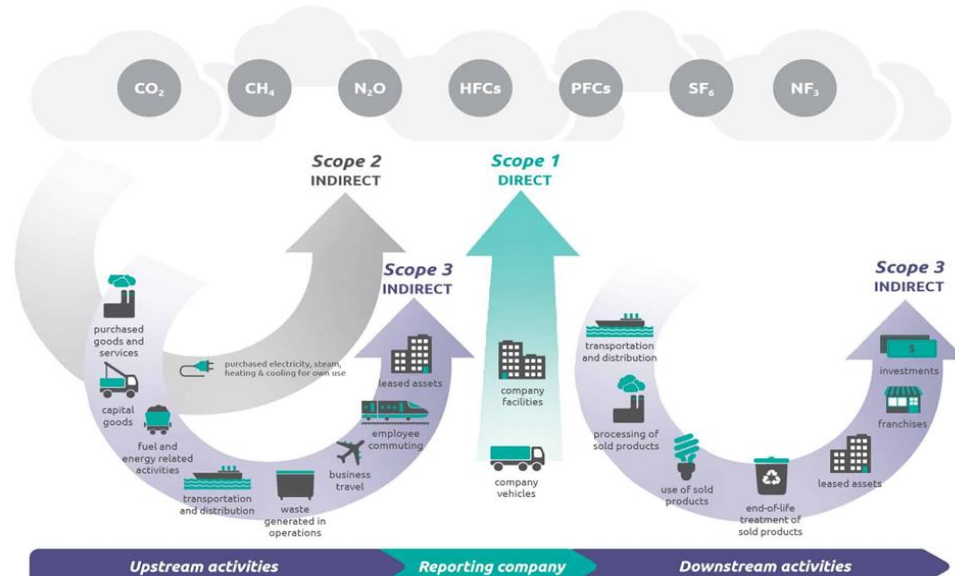 CO₂
CH₄
N₂O
HFCs
PFCs
SF₆
NF₃
Scope 2
INDIRECT
Scope 1
DIRECT
Scope 3
INDIRECT
Scope 3
INDIRECT
purchased
goods and
services
capital
goods
fuel and
energy related
activities
transportation
and distribution
waste
generated in
operations
business
travel
employee
commuting
leased assets
purchased electricity, steam,
heating & cooling for own use
company
facilities
company
vehicles
transportation
and distribution
processing of
sold products
use of sold
products
end-of-life
treatment of
sold products
leased assets
franchises
$
investments
Upstream activities
Reporting company
Downstream activities